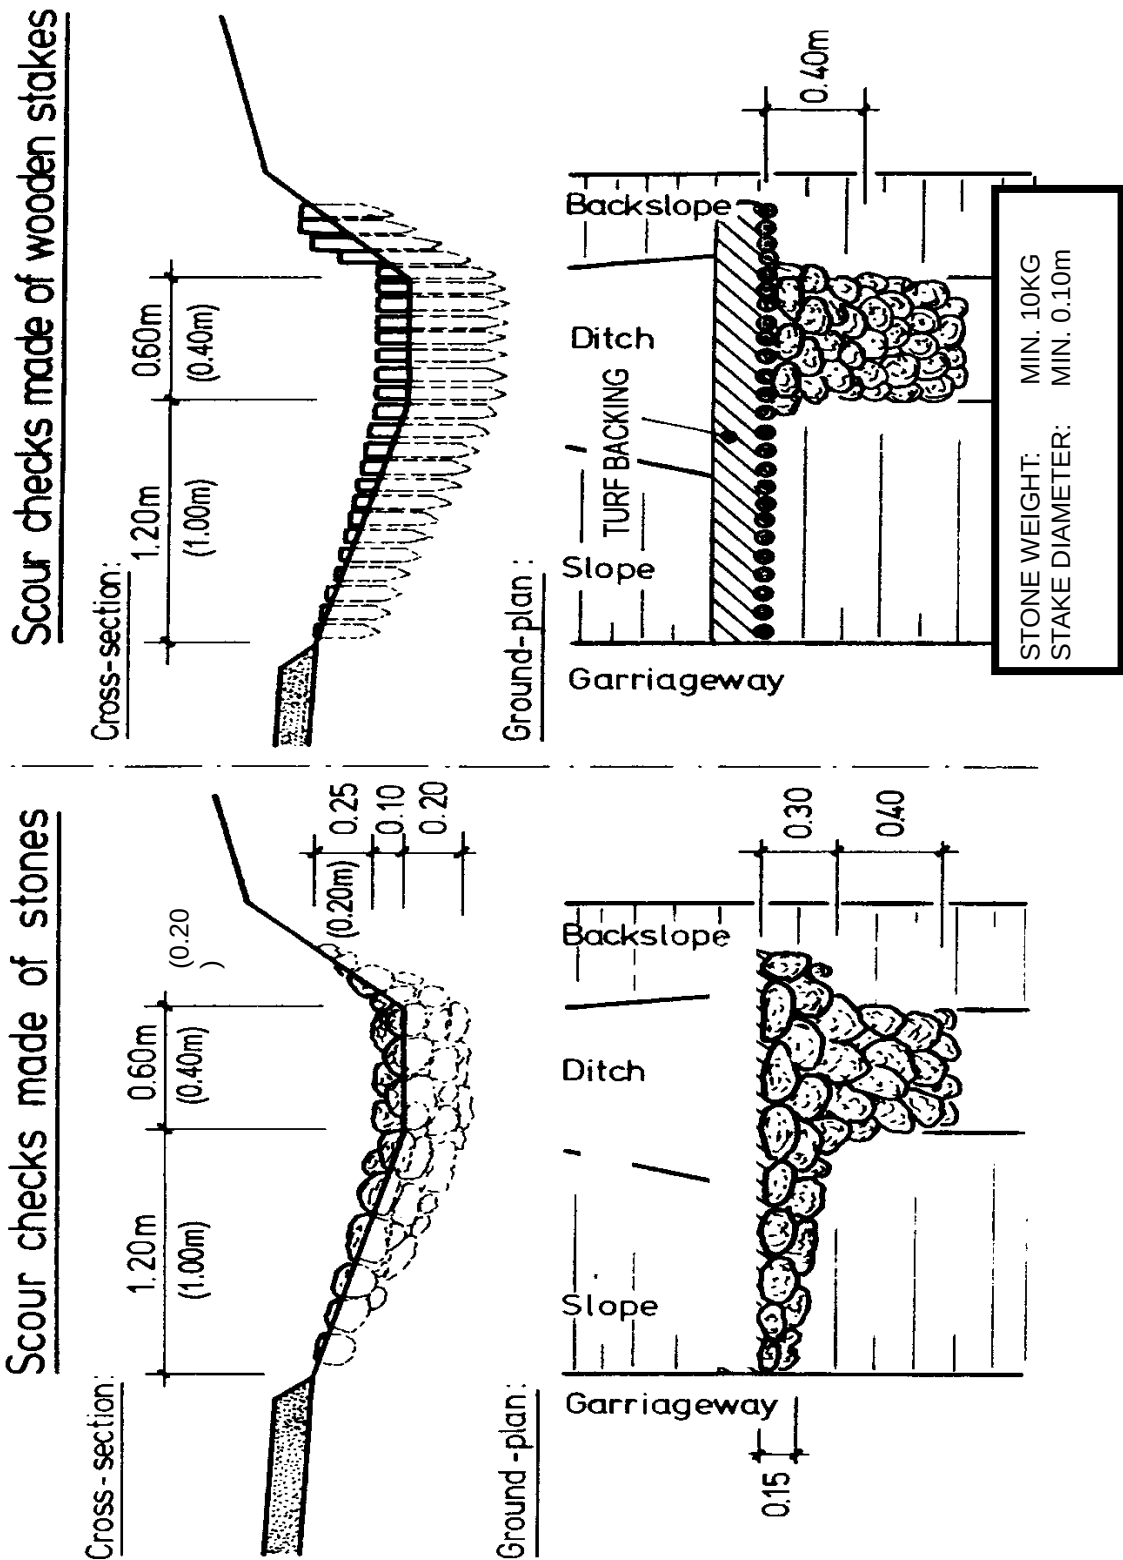 Scour checks made of stones
Cross-section:
1.20m
(1.00m)
0.60m
(0.40m)
(0.20
)
(0.20m)
0.25
0.10
0.20
Ground-plan:
Garriageway
Slope
Ditch
Backslope
0.15
0.30
0.40
Scour checks made of wooden stakes
Cross-section:
1.20m
(1.00m)
0.60m
(0.40m)
Ground-plan:
Garriageway
Slope
TURF BACKING
Ditch
Backslope
0.40m
STONE WEIGHT: MIN. 10KG
STAKE DIAMETER: MIN. 0.10m